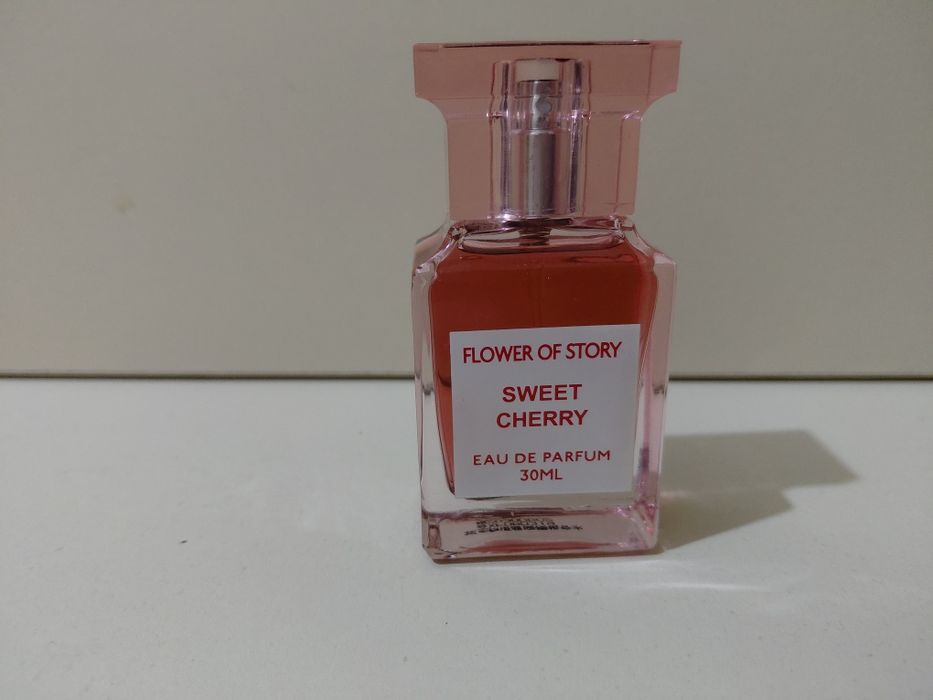 FLOWER OF STORY
SWEET
CHERRY
EAU DE PARFUM
30ML